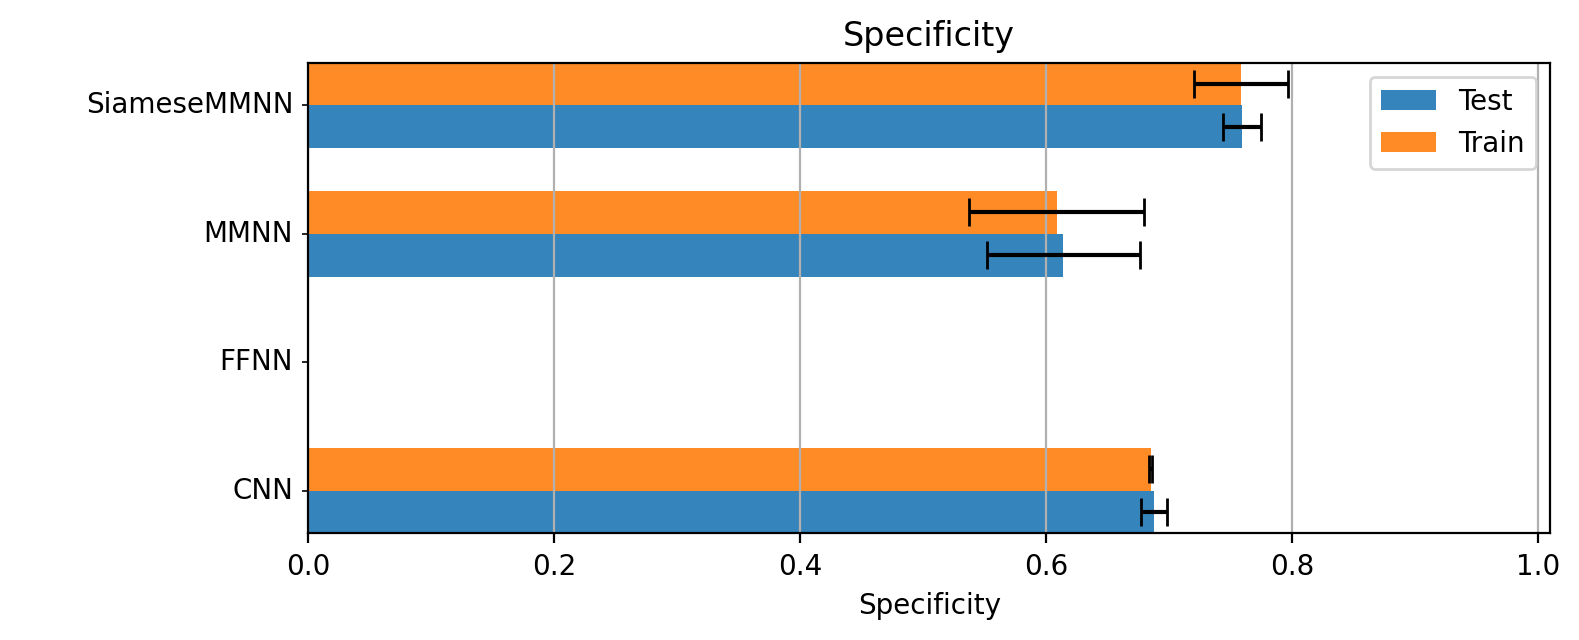 Specificity
SiameseMMNN
MMNN
FFNN
CNN
Test
Train
0.0 0.2 0.4 0.6 0.8 1.0
Specificity